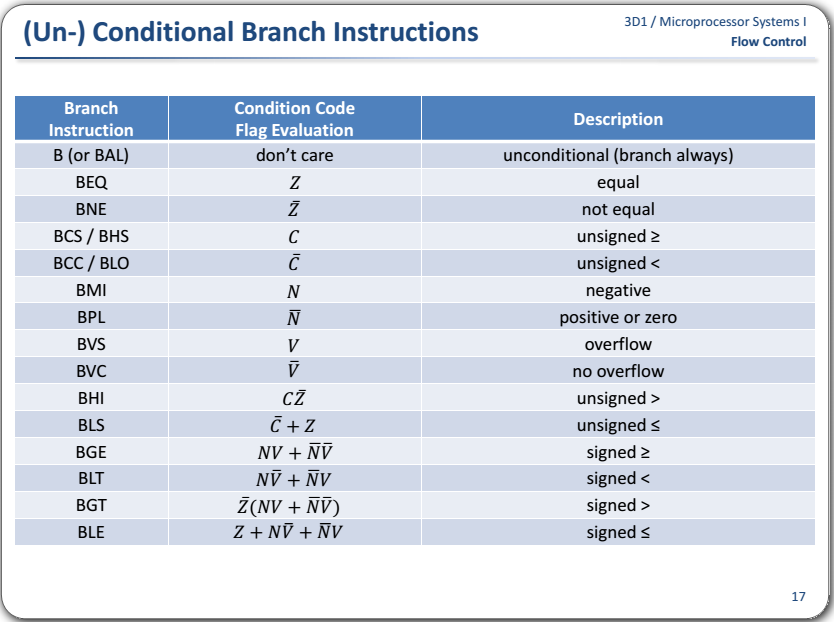 (Un-) Conditional Branch Instructions
3D1 / Microprocessor Systems I
Flow Control
Branch Instruction | Condition Code Flag Evaluation | Description
B (or BAL) | don’t care | unconditional (branch always)
BEQ | Z | equal
BNE | Z̅ | not equal
BCS / BHS | C | unsigned ≥
BCC / BLO | C̅ | unsigned <
BMI | N | negative
BPL | N̅ | positive or zero
BVS | V | overflow
BVC | V̅ | no overflow
BHI | CZ̅ | unsigned >
BLS | C̅ + Z | unsigned ≤
BGE | NV + N̅V̅ | signed ≥
BLT | NV̅ + N̅V | signed <
BGT | Z̅(NV + N̅V̅) | signed >
BLE | Z + NV̅ + N̅V | signed ≤
17